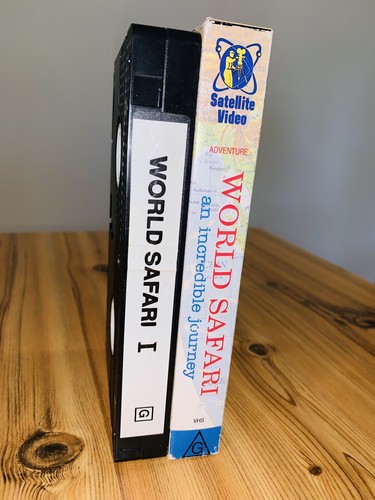 WORLD SAFARI I
G
Satellite
Video
ADVENTURE
WORLD SAFARI
an incredible journey
VHS
G